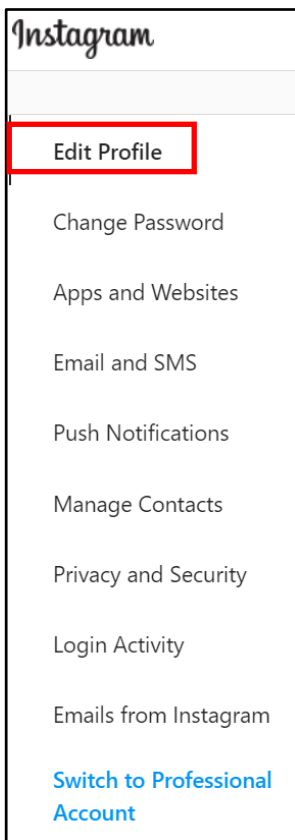 Instagram
Edit Profile
Change Password
Apps and Websites
Email and SMS
Push Notifications
Manage Contacts
Privacy and Security
Login Activity
Emails from Instagram
Switch to Professional
Account